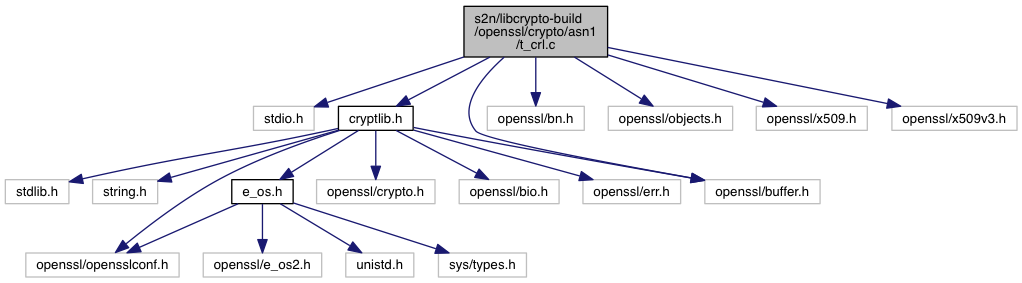 s2n/libcrypto-build
/openssl/crypto/asn1
/t_crl.c
stdio.h
cryptlib.h
openssl/bn.h
openssl/objects.h
openssl/x509.h
openssl/x509v3.h
stdlib.h
string.h
e_os.h
openssl/crypto.h
openssl/bio.h
openssl/err.h
openssl/buffer.h
openssl/opensslconf.h
openssl/e_os2.h
unistd.h
sys/types.h